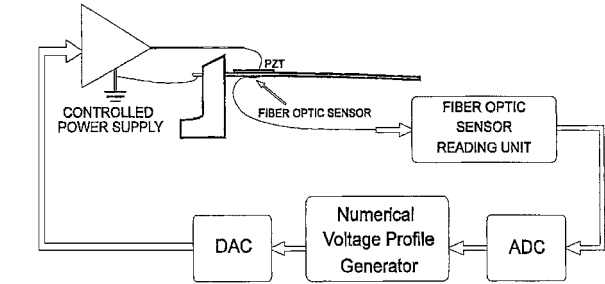 PZT
FIBER OPTIC SENSOR
CONTROLLED
POWER SUPPLY
FIBER OPTIC
SENSOR
READING UNIT
DAC
Numerical
Voltage Profile
Generator
ADC